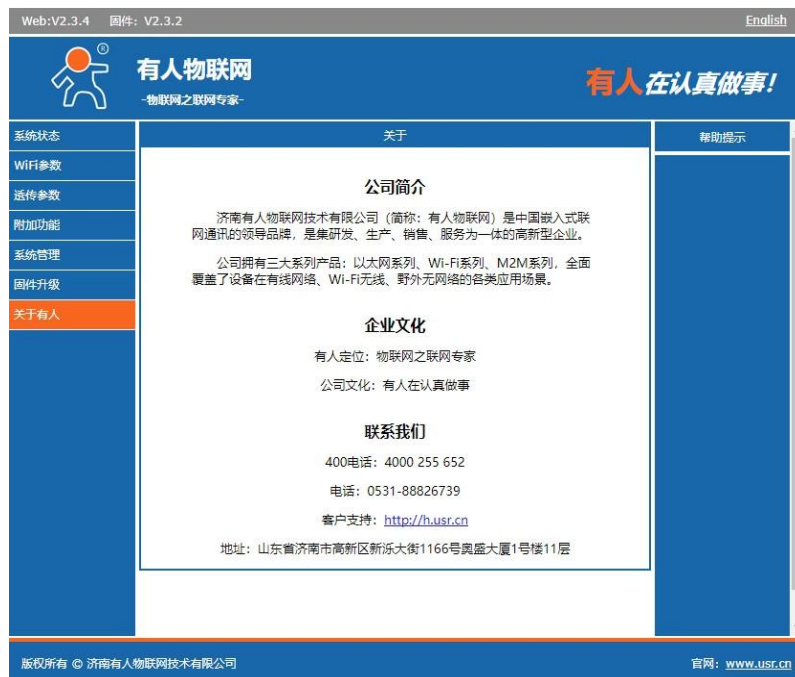 Web:V2.3.4 固件: V2.3.2 English
®
有人物联网
-物联网之联网专家-
有人在认真做事!
系统状态
WiFi参数
透传参数
附加功能
系统管理
固件升级
关于有人
关于
公司简介
济南有人物联网技术有限公司（简称：有人物联网）是中国嵌入式联
网通讯的领导品牌，是集研发、生产、销售、服务为一体的高新型企业。
公司拥有三大系列产品：以太网系列、Wi-Fi系列、M2M系列，全面
覆盖了设备在有线网络、Wi-Fi无线、野外无网络的各类应用场景。
企业文化
有人定位：物联网之联网专家
公司文化：有人在认真做事
联系我们
400电话：4000 255 652
电话：0531-88826739
客户支持：http://h.usr.cn
地址：山东省济南市高新区新泺大街1166号奥盛大厦1号楼11层
帮助提示
版权所有 © 济南有人物联网技术有限公司 官网：www.usr.cn